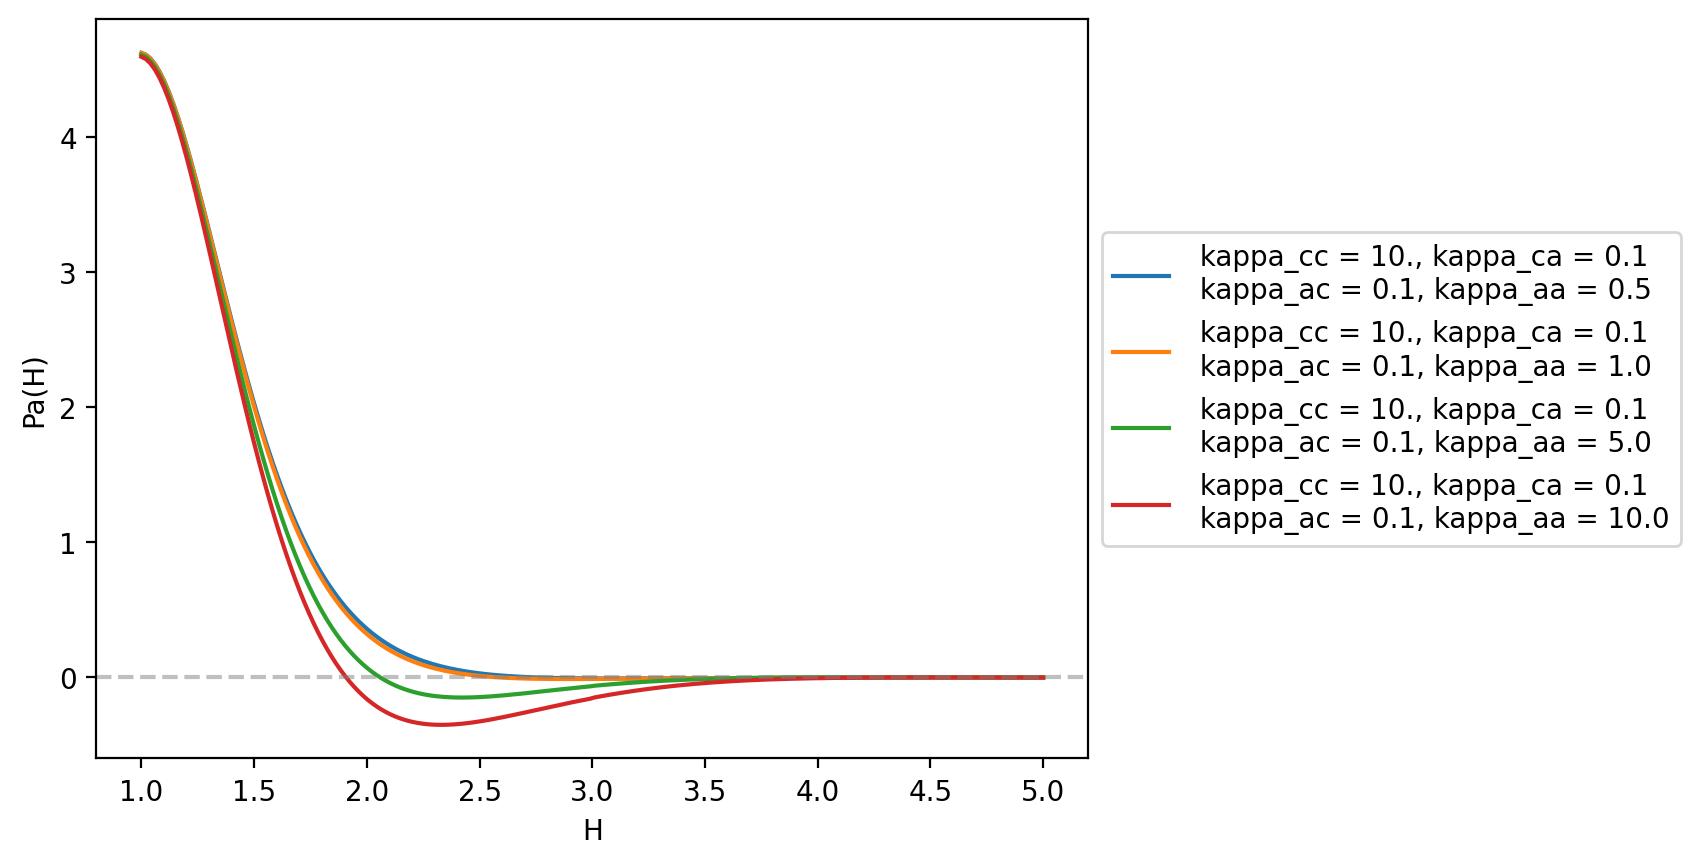 4
3
2
1
0
Pa(H)
1.0
1.5
2.0
2.5
3.0
3.5
4.0
4.5
5.0
H
kappa_cc = 10., kappa_ca = 0.1
kappa_ac = 0.1, kappa_aa = 0.5
kappa_cc = 10., kappa_ca = 0.1
kappa_ac = 0.1, kappa_aa = 1.0
kappa_cc = 10., kappa_ca = 0.1
kappa_ac = 0.1, kappa_aa = 5.0
kappa_cc = 10., kappa_ca = 0.1
kappa_ac = 0.1, kappa_aa = 10.0